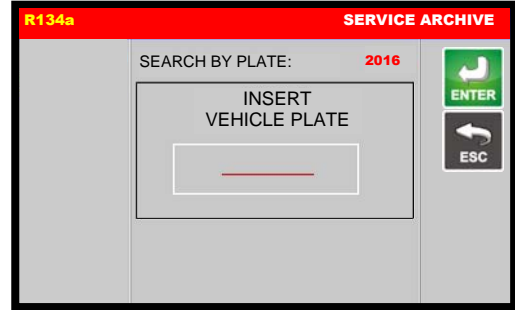 R134a SERVICE ARCHIVE
SEARCH BY PLATE: 2016
ENTER
INSERT
VEHICLE PLATE
ESC